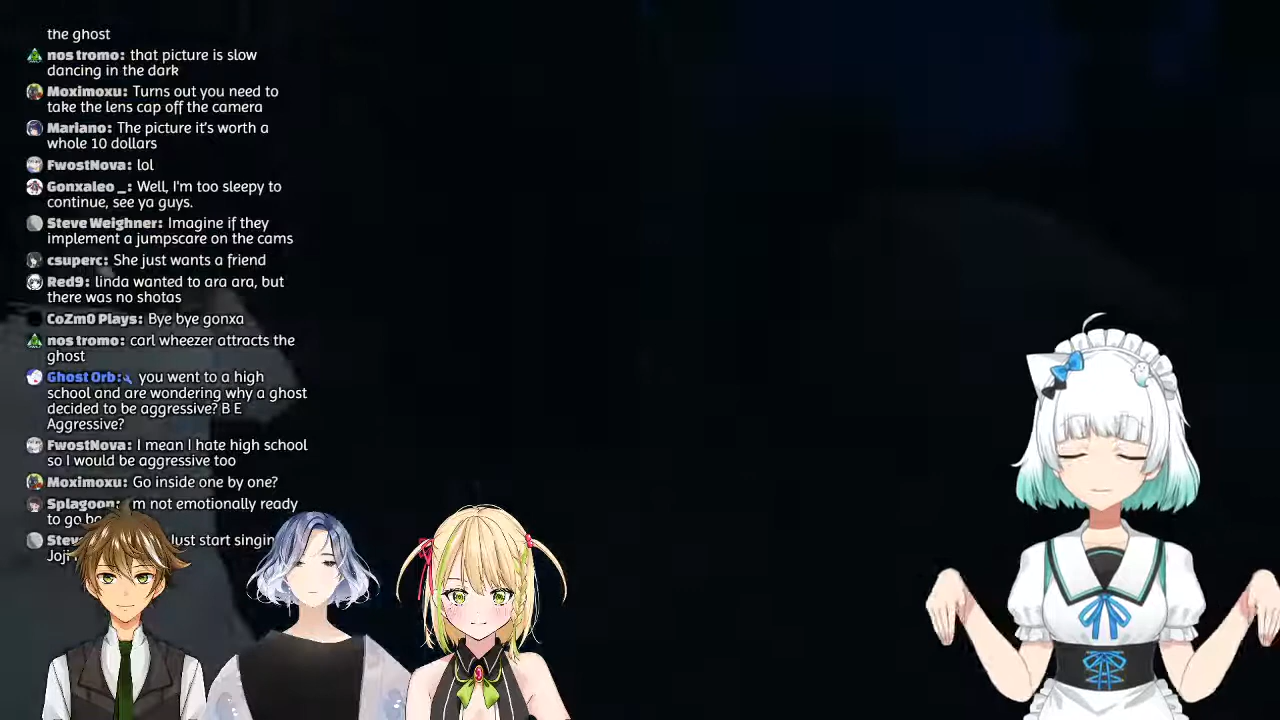 the ghost
nos tromo: that picture is slow
dancing in the dark
Moximoxu: Turns out you need to
take the lens cap off the camera
Mariano: The picture it's worth a
whole 10 dollars
FwostNova: lol
Gonxaleo _: Well, I'm too sleepy to
continue, see ya guys.
Steve Weighner: Imagine if they
implement a jumpscare on the cams
csuperc: She just wants a friend
Red9: linda wanted to ara ara, but
there was no shotas
CoZm0 Plays: Bye bye gonxa
nos tromo: carl wheezer attracts the
ghost
Ghost Orb: you went to a high
school and are wondering why a ghost
decided to be aggressive? B E
Aggressive?
FwostNova: I mean I hate high school
so I would be aggressive too
Moximoxu: Go inside one by one?
Splagoon: m not emotionally ready
to go
Just start
Joji